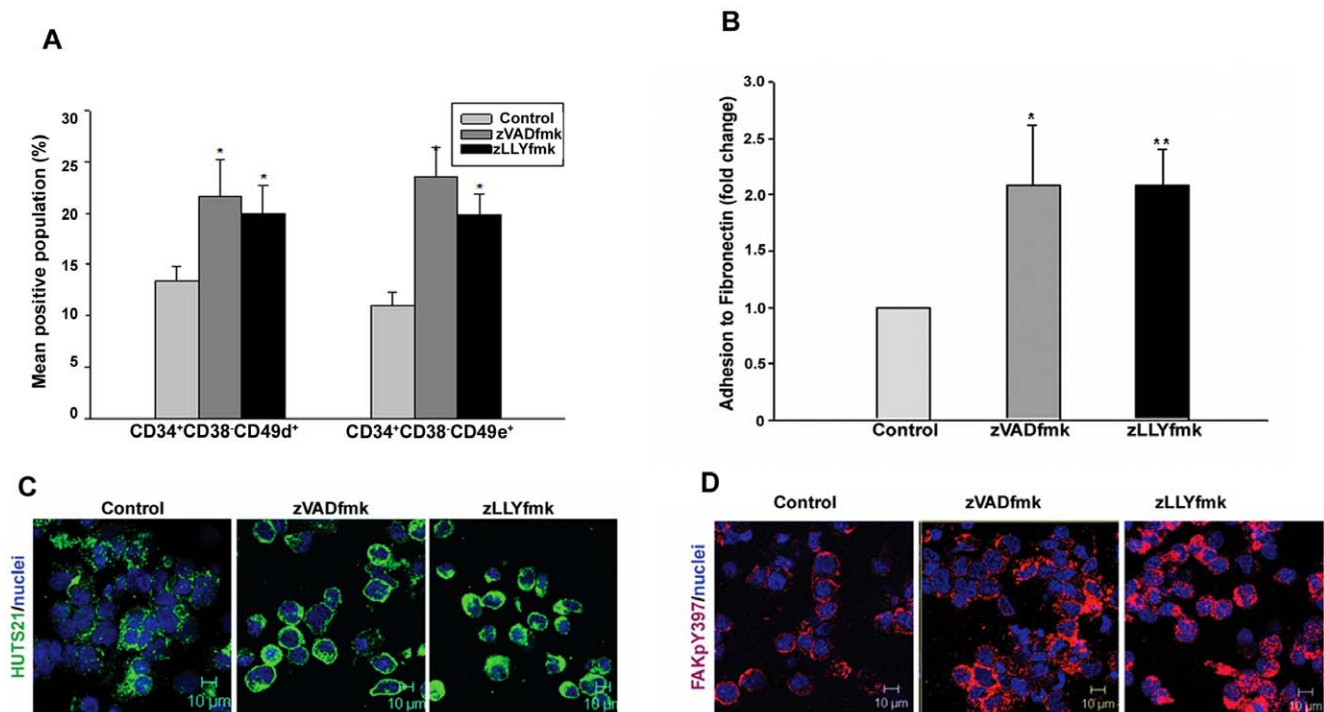 A
Mean positive population (%)
30
25
20
15
10
5
0
Control
zVADfmk
zLLYfmk
*
*
*
*
CD34⁺CD38⁻CD49d⁺
CD34⁺CD38⁻CD49e⁺
B
Adhesion to Fibronectin (fold change)
3.0
2.5
2.0
1.5
1.0
0.5
0
*
**
Control
zVADfmk
zLLYfmk
C
Control
zVADfmk
zLLYfmk
HUTS21/nuclei
10 µm
10 µm
10 µm
D
Control
zVADfmk
zLLYfmk
FAKpY397/nuclei
10 µm
10 µm
10 µm